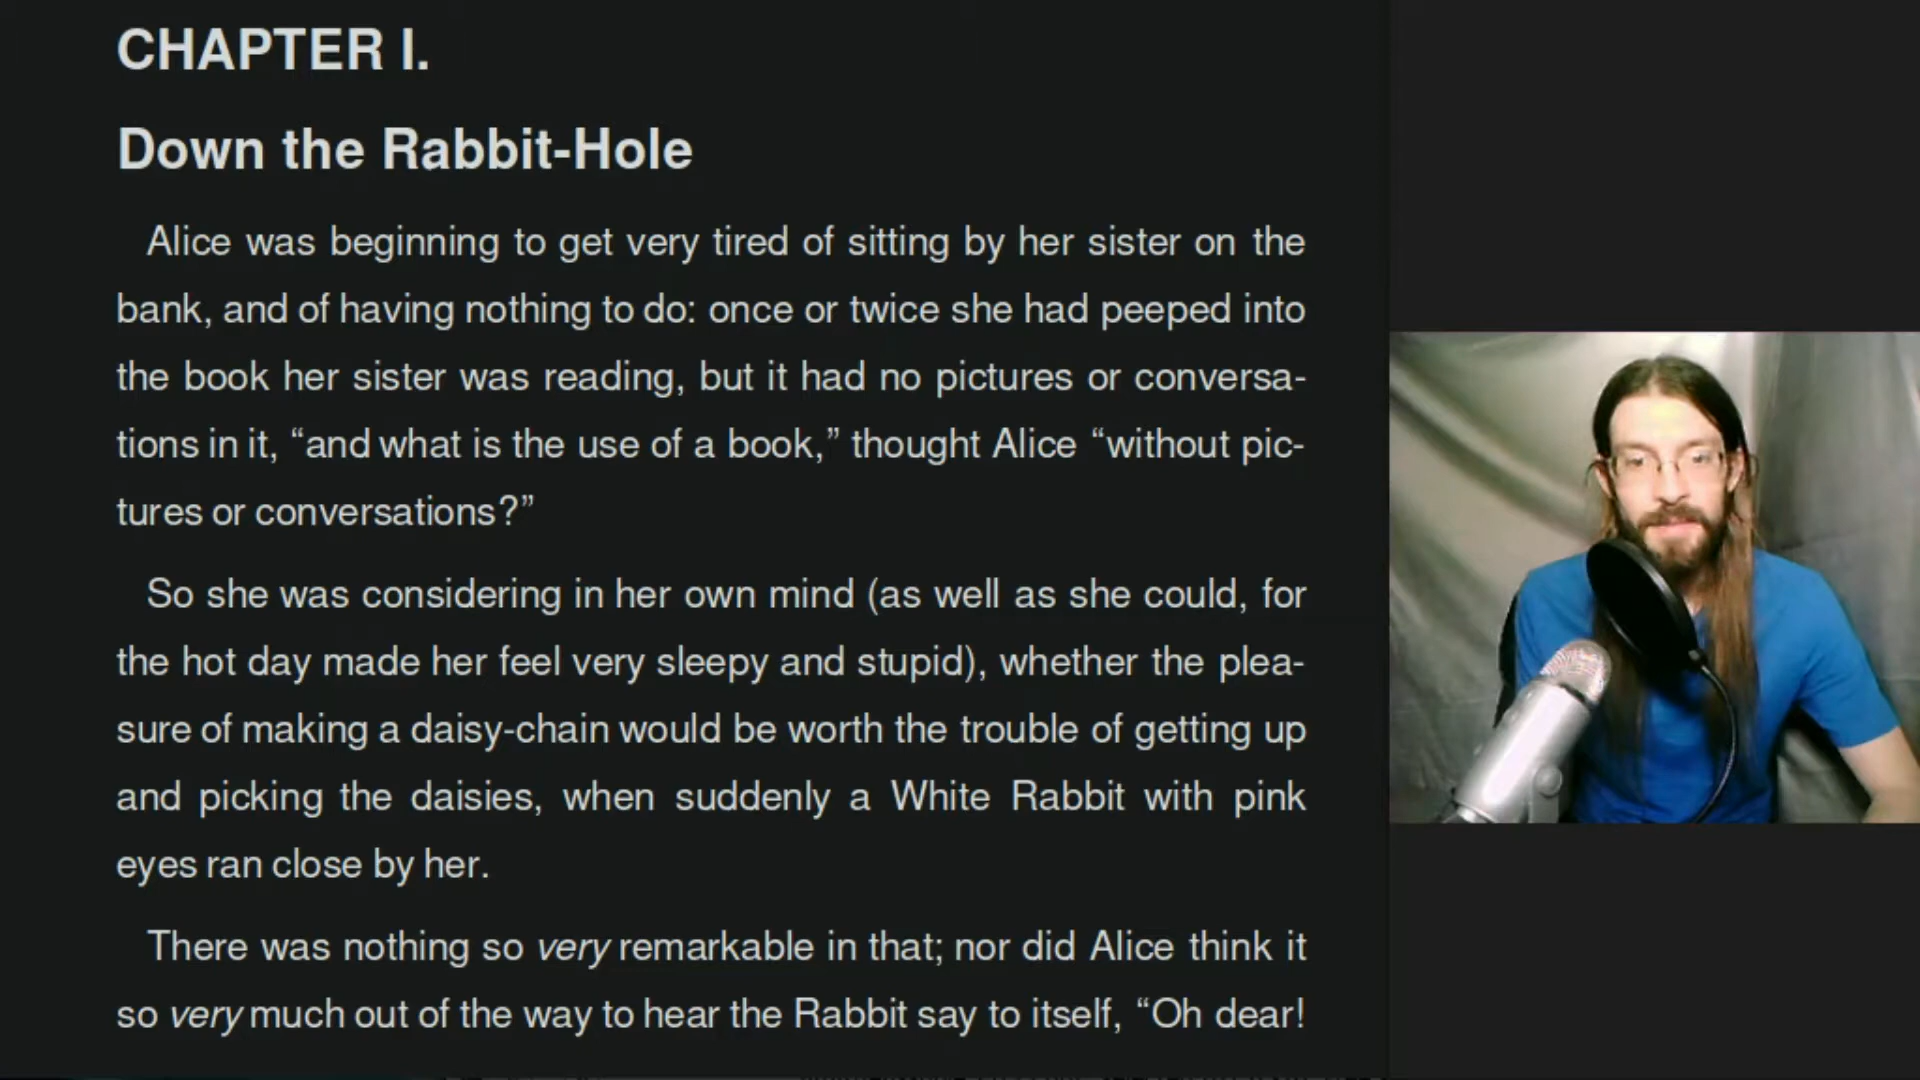 CHAPTER I.
Down the Rabbit-Hole
Alice was beginning to get very tired of sitting by her sister on the
bank, and of having nothing to do: once or twice she had peeped into
the book her sister was reading, but it had no pictures or conversa-
tions in it, “and what is the use of a book,” thought Alice “without pic-
tures or conversations?”
So she was considering in her own mind (as well as she could, for
the hot day made her feel very sleepy and stupid), whether the plea-
sure of making a daisy-chain would be worth the trouble of getting up
and picking the daisies, when suddenly a White Rabbit with pink
eyes ran close by her.
There was nothing so very remarkable in that; nor did Alice think it
so very much out of the way to hear the Rabbit say to itself, “Oh dear!